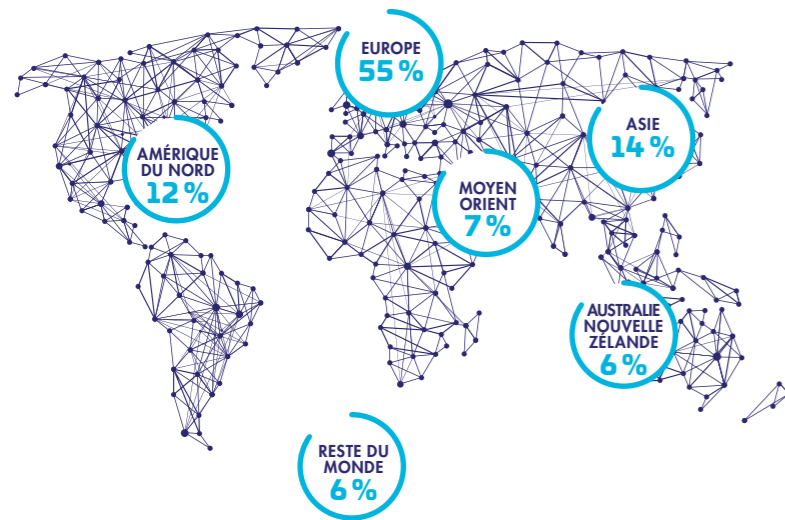 EUROPE
55 %
AMÉRIQUE
DU NORD
12 %
ASIE
14 %
MOYEN
ORIENT
7 %
AUSTRALIE
NOUVELLE
ZÉLANDE
6 %
RESTE DU
MONDE
6 %